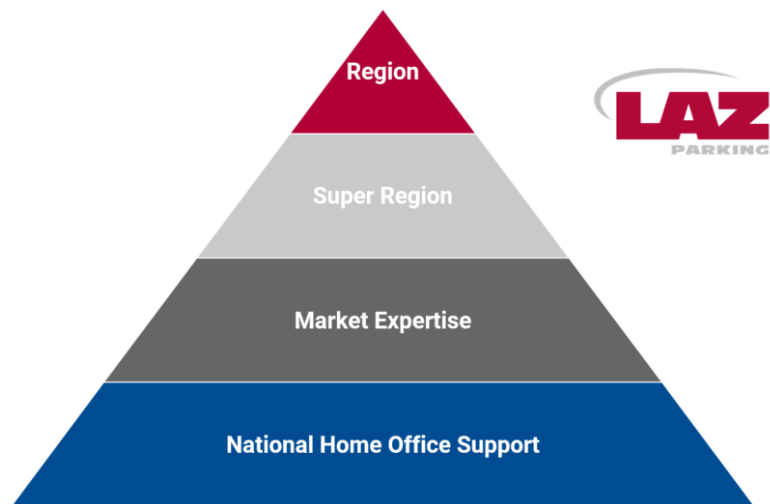 Region
LAZ
PARKING
Super Region
Market Expertise
National Home Office Support